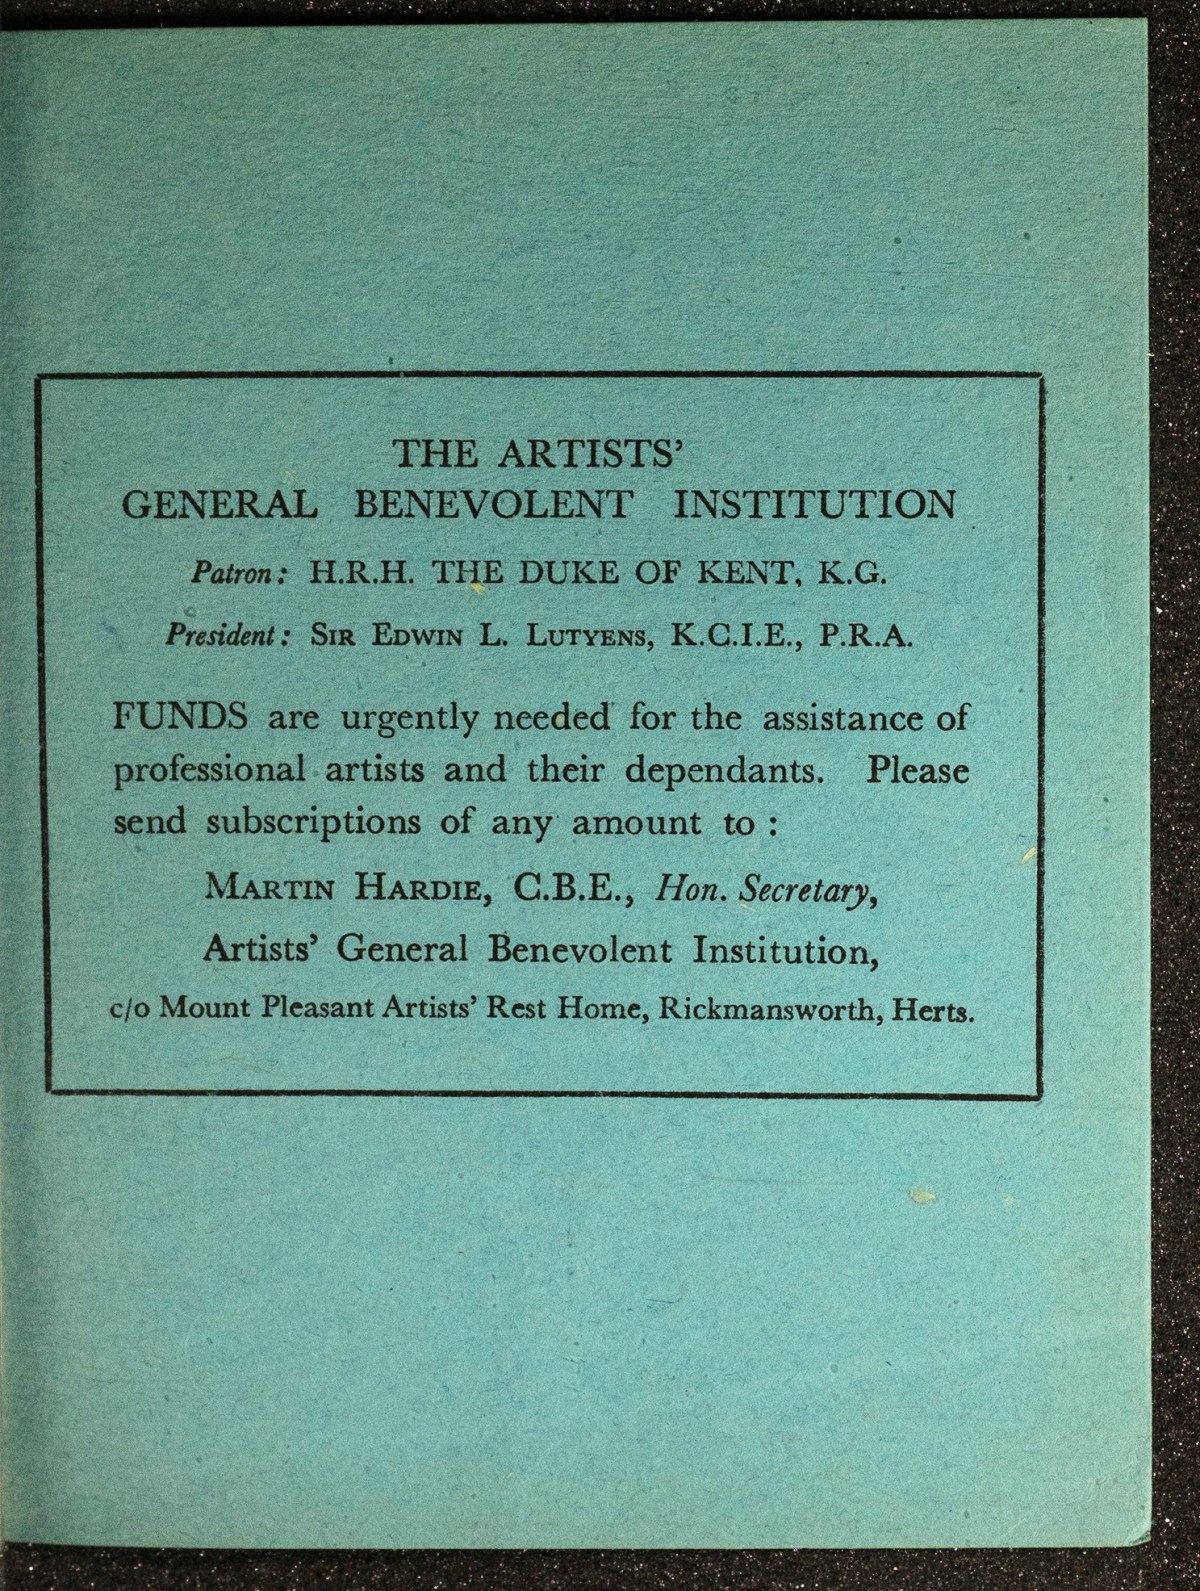 THE ARTISTS'
GENERAL BENEVOLENT INSTITUTION
Patron: H.R.H. THE DUKE OF KENT, K.G.
President: SIR EDWIN L. LUTYENS, K.C.I.E., P.R.A.
FUNDS are urgently needed for the assistance of
professional artists and their dependants. Please
send subscriptions of any amount to :
MARTIN HARDIE, C.B.E., Hon. Secretary,
Artists' General Benevolent Institution,
c/o Mount Pleasant Artists' Rest Home, Rickmansworth, Herts.